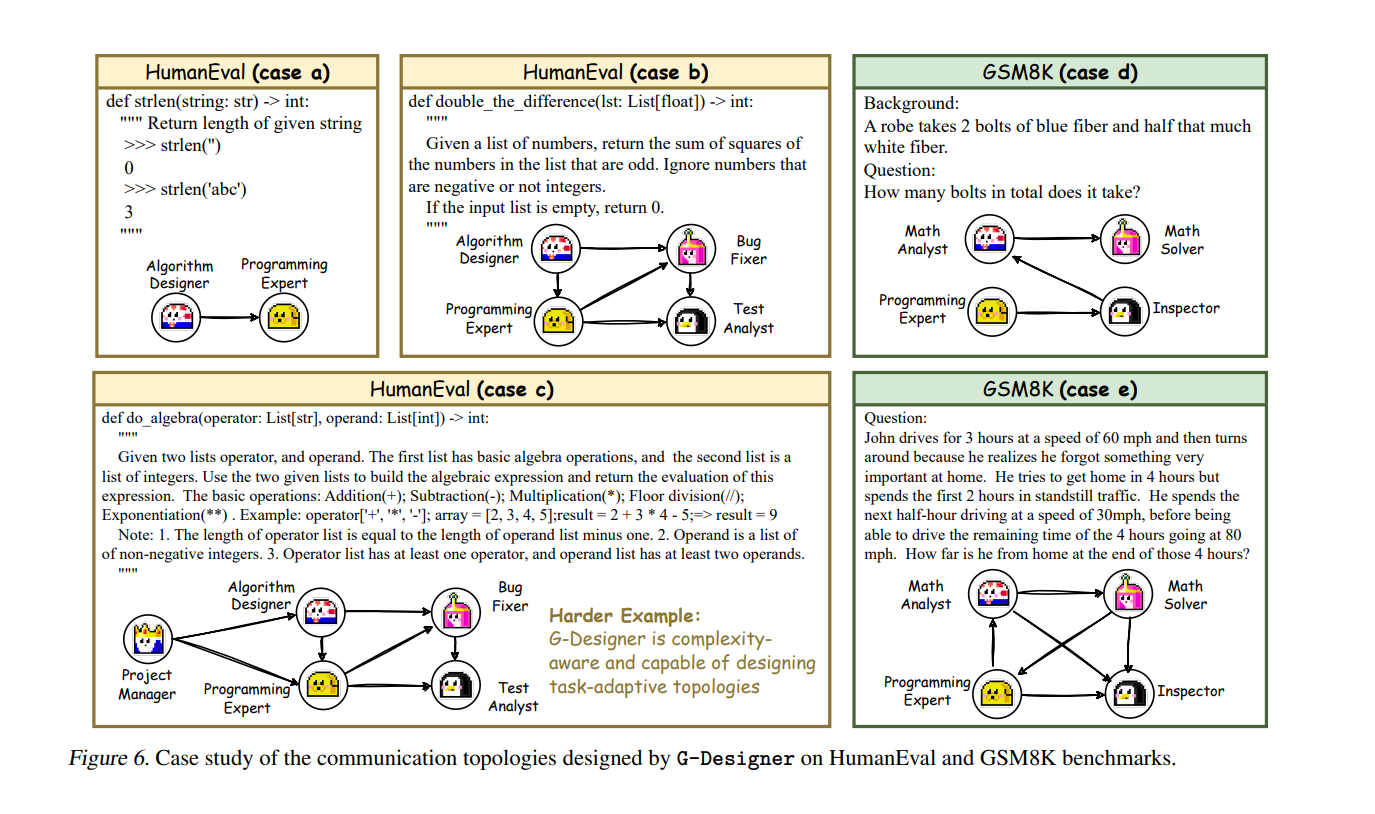 HumanEval (case a)
def strlen(string: str) -> int:
""" Return length of given string
>>> strlen('')
0
>>> strlen('abc')
3
"""
Algorithm
Designer
Programming
Expert
HumanEval (case b)
def double_the_difference(lst: List[float]) -> int:
"""
Given a list of numbers, return the sum of squares of
the numbers in the list that are odd. Ignore numbers that
are negative or not integers.
If the input list is empty, return 0.
"""
Algorithm
Designer
Bug
Fixer
Programming
Expert
Test
Analyst
GSM8K (case d)
Background:
A robe takes 2 bolts of blue fiber and half that much
white fiber.
Question:
How many bolts in total does it take?
Math
Analyst
Math
Solver
Programming
Expert
Inspector
HumanEval (case c)
def do_algebra(operator: List[str], operand: List[int]) -> int:
"""
Given two lists operator, and operand. The first list has basic algebra operations, and the second list is a
list of integers. Use the two given lists to build the algebraic expression and return the evaluation of this
expression. The basic operations: Addition(+); Subtraction(-); Multiplication(*); Floor division(//);
Exponentiation(**) . Example: operator['+', '*', '-']; array = [2, 3, 4, 5];result = 2 + 3 * 4 - 5;=> result = 9
Note: 1. The length of operator list is equal to the length of operand list minus one. 2. Operand is a list of
of non-negative integers. 3. Operator list has at least one operator, and operand list has at least two operands.
"""
Algorithm
Designer
Bug
Fixer
Project
Manager
Programming
Expert
Test
Analyst
Harder Example:
G-Designer is complexity-
aware and capable of designing
task-adaptive topologies
GSM8K (case e)
Question:
John drives for 3 hours at a speed of 60 mph and then turns
around because he realizes he forgot something very
important at home. He tries to get home in 4 hours but
spends the first 2 hours in standstill traffic. He spends the
next half-hour driving at a speed of 30mph, before being
able to drive the remaining time of the 4 hours going at 80
mph. How far is he from home at the end of those 4 hours?
Math
Analyst
Math
Solver
Programming
Expert
Inspector
Figure 6. Case study of the communication topologies designed by G-Designer on HumanEval and GSM8K benchmarks.